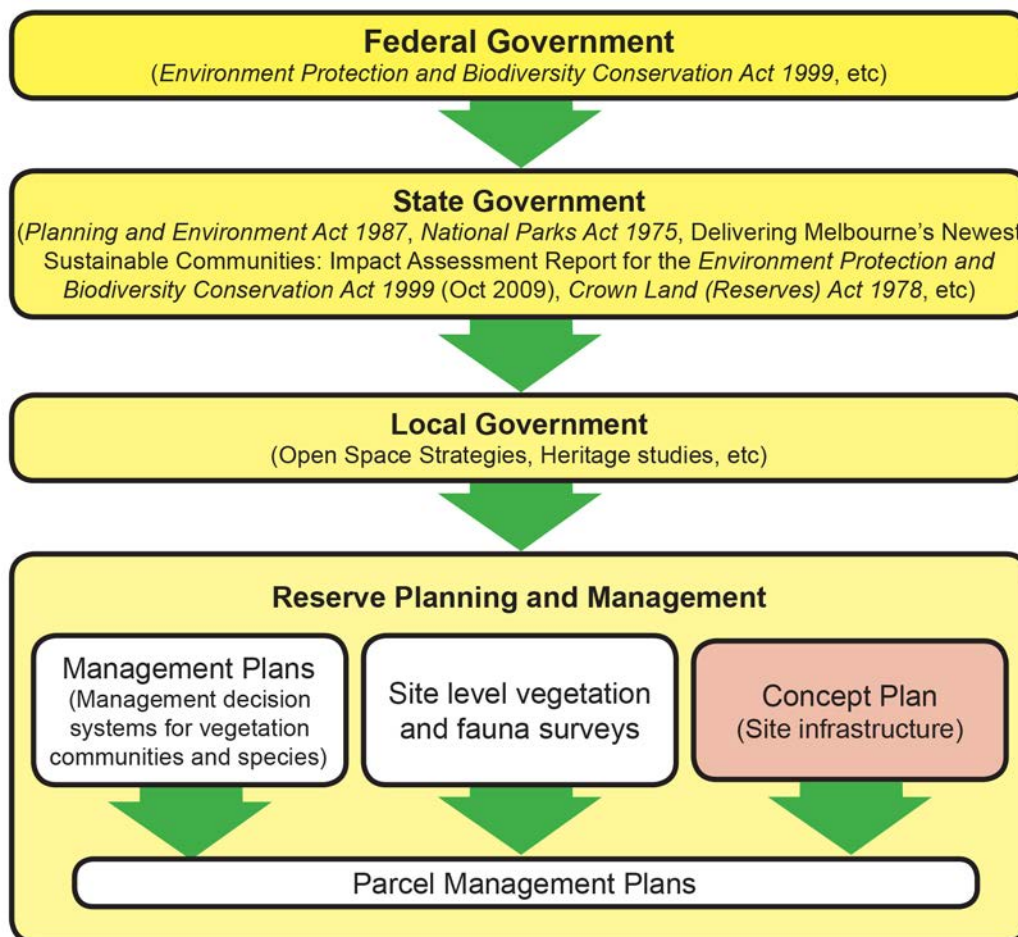 Federal Government
(Environment Protection and Biodiversity Conservation Act 1999, etc)
State Government
(Planning and Environment Act 1987, National Parks Act 1975, Delivering Melbourne's Newest
Sustainable Communities: Impact Assessment Report for the Environment Protection and
Biodiversity Conservation Act 1999 (Oct 2009), Crown Land (Reserves) Act 1978, etc)
Local Government
(Open Space Strategies, Heritage studies, etc)
Reserve Planning and Management
Management Plans
(Management decision
systems for vegetation
communities and species)
Site level vegetation
and fauna surveys
Concept Plan
(Site infrastructure)
Parcel Management Plans